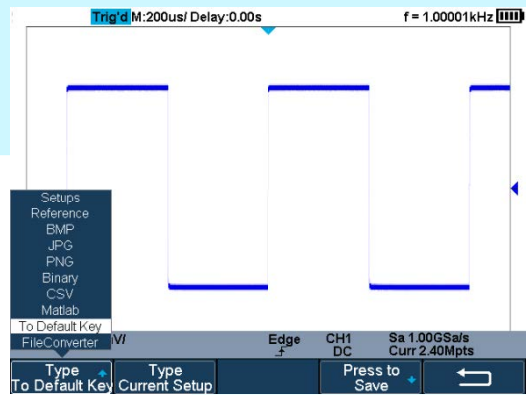 Trig'd M:200us/ Delay:0.00s f = 1.00001kHz
Setups
Reference
BMP
JPG
PNG
Binary
CSV
Matlab
To Default Key
FileConverter
V/ Edge CH1 Sa 1.00GSa/s
DC Curr 2.40Mpts
Type Type Press to
To Default Key Current Setup Save